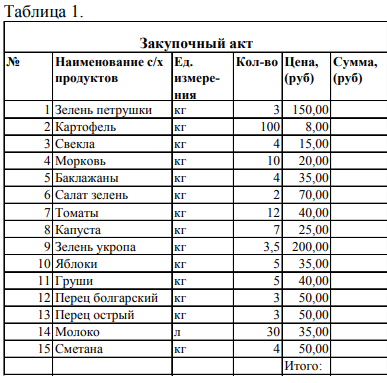 Таблица 1.
Закупочный акт
№ Наименование с/х продуктов Ед. измере-ния Кол-во Цена, (руб) Сумма, (руб)
1 Зелень петрушки кг 3 150,00
2 Картофель кг 100 8,00
3 Свекла кг 4 15,00
4 Морковь кг 10 20,00
5 Баклажаны кг 4 35,00
6 Салат зелень кг 2 70,00
7 Томаты кг 12 40,00
8 Капуста кг 7 25,00
9 Зелень укропа кг 3,5 200,00
10 Яблоки кг 5 35,00
11 Груши кг 5 40,00
12 Перец болгарский кг 3 50,00
13 Перец острый кг 3 50,00
14 Молоко л 30 35,00
15 Сметана кг 4 50,00
Итого: